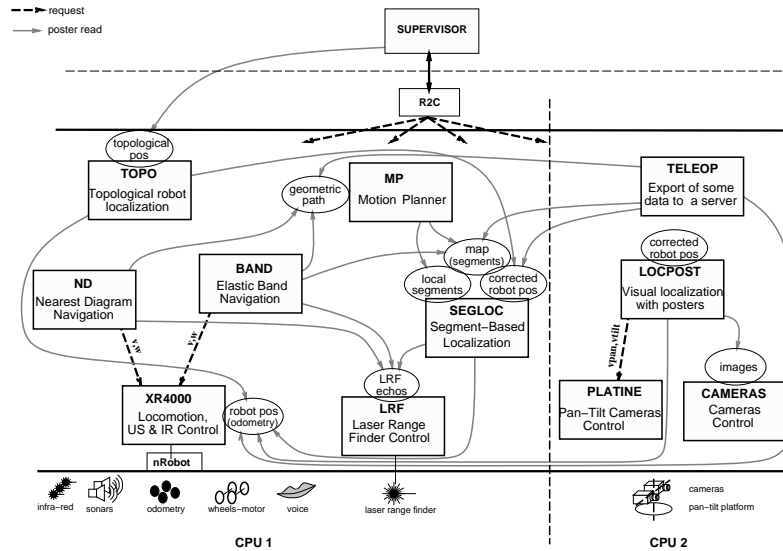 request
poster read
SUPERVISOR
R2C
topological
pos
TOPO
Topological robot
localization
geometric
path
MP
Motion Planner
TELEOP
Export of some
data to a server
map
(segments)
local
segments
corrected
robot pos
corrected
robot pos
ND
Nearest Diagram
Navigation
BAND
Elastic Band
Navigation
SEGLOC
Segment-Based
Localization
LOCPOST
Visual localization
with posters
v,w
v,w
vpan,vtilt
LRF
echos
images
XR4000
Locomotion,
US & IR Control
robot pos
(odometry)
LRF
Laser Range
Finder Control
PLATINE
Pan-Tilt Cameras
Control
CAMERAS
Cameras
Control
nRobot
infra-red
sonars
odometry
wheels-motor
voice
laser range finder
cameras
pan-tilt platform
CPU 1
CPU 2